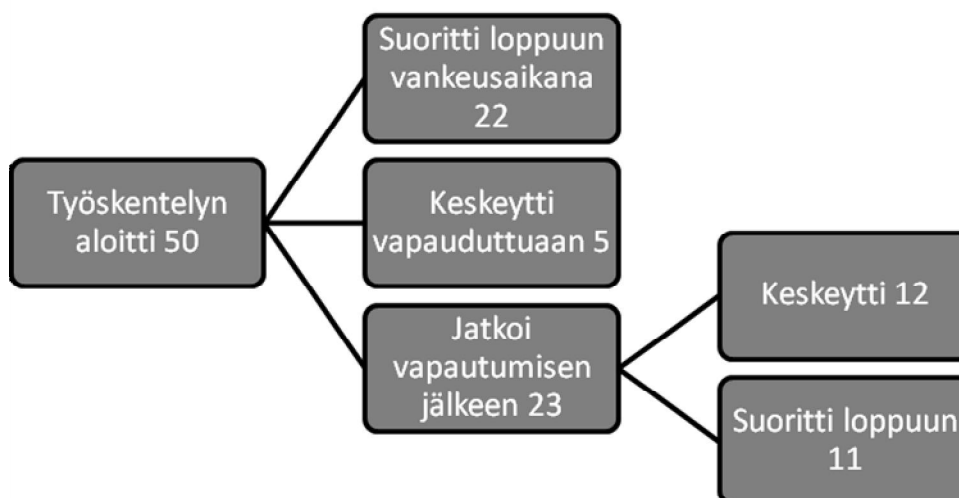 Työskentelyn
aloitti 50
Suoritti loppuun
vankeusaikana
22
Keskeytti
vapauduttuaan 5
Jatkoi
vapautumisen
jälkeen 23
Keskeytti 12
Suoritti loppuun
11